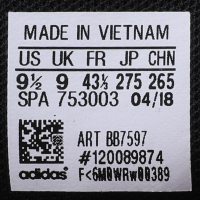 MADE IN VIETNAM
US UK FR JP CHN
9½ 9 43⅓ 275 265
SPA 753003 04/18
ART BB7597
#120089874
adidas F<6MQWRw00389